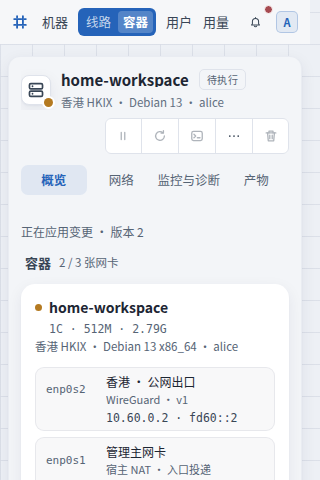 机器 线路 容器 用户 用量 A
home-workspace 待执行
香港 HKIX • Debian 13 • alice
概览 网络 监控与诊断 产物
正在应用变更 • 版本 2
容器 2 / 3 张网卡
home-workspace
1C · 512M · 2.79G
香港 HKIX • Debian 13 x86_64 • alice
enp0s2 香港 · 公网出口
WireGuard • v1
10.60.0.2 · fd60::2
enp0s1 管理主网卡
宿主 NAT • 入口投递